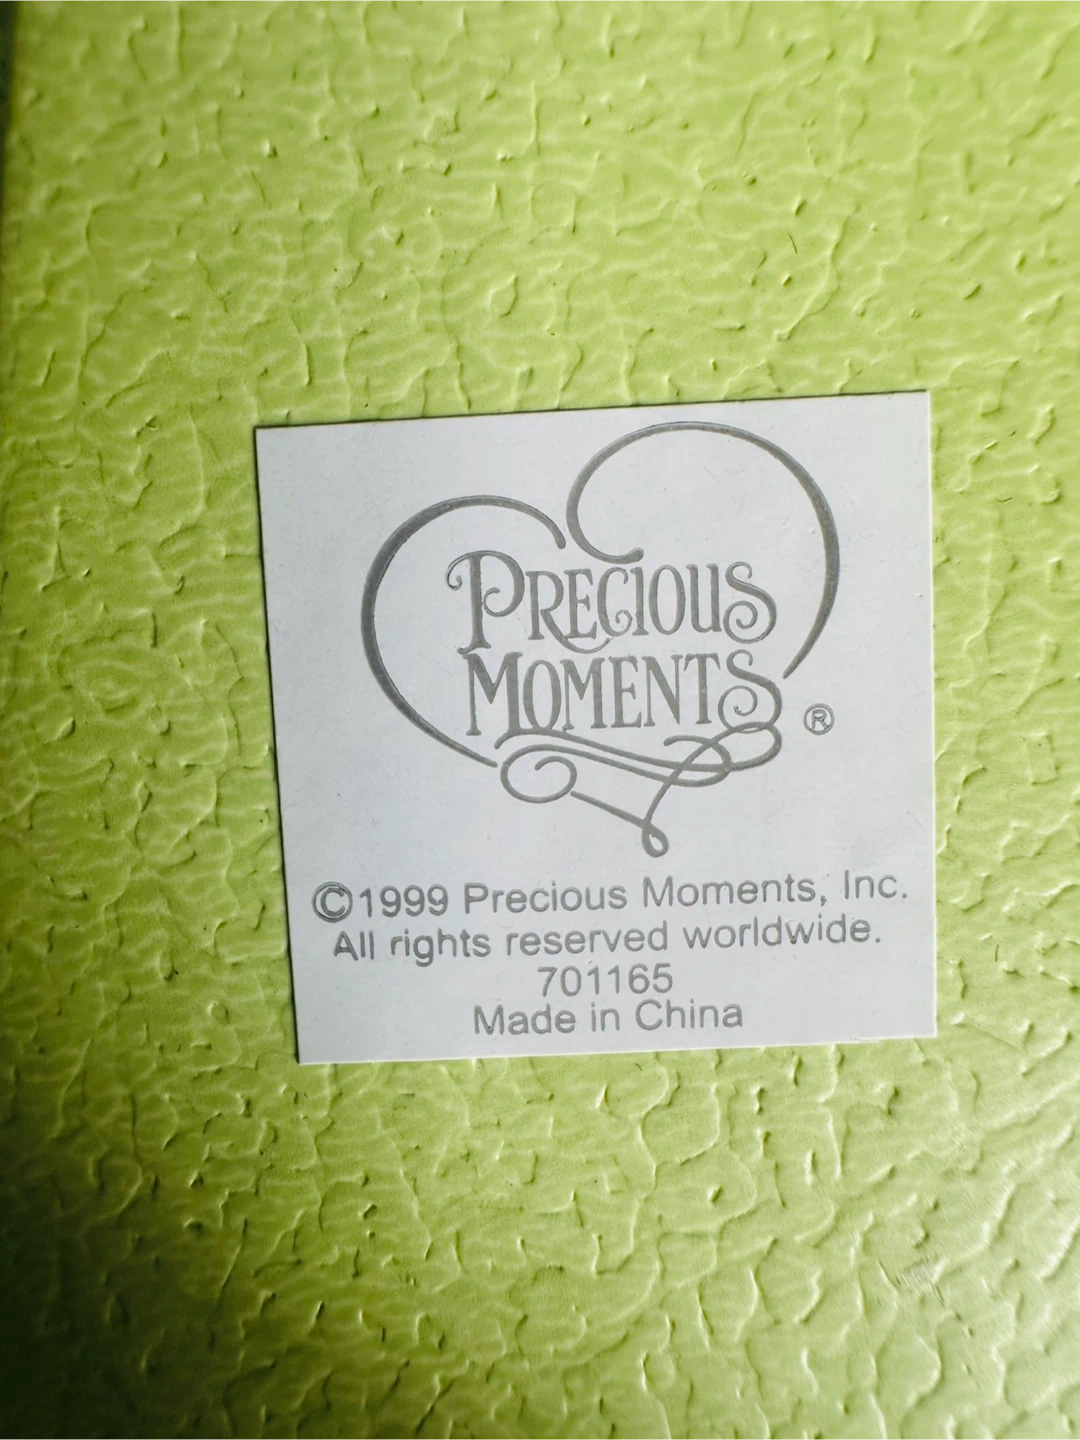 PRECIOUS
MOMENTS ®
©1999 Precious Moments, Inc.
All rights reserved worldwide.
701165
Made in China